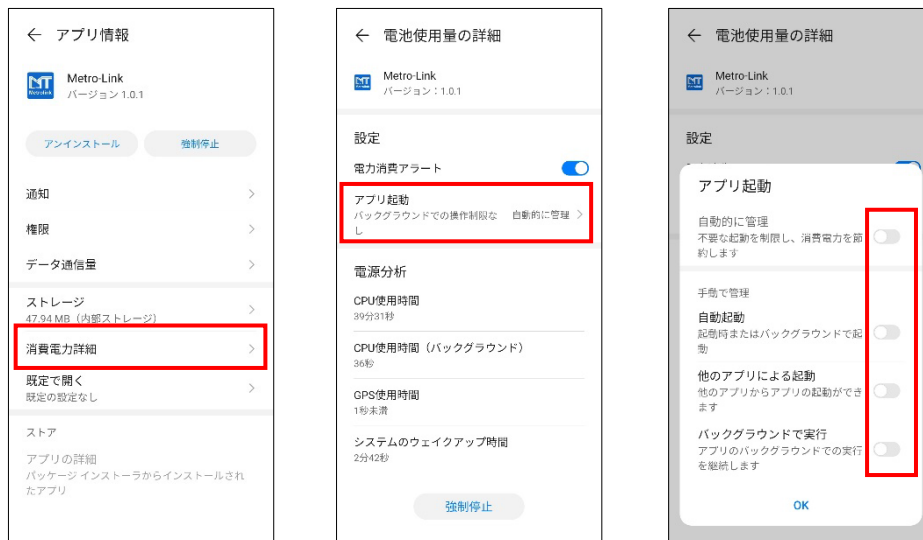 ← アプリ情報
MT
Metrolink
Metro-Link
バージョン 1.0.1
アンインストール
強制停止
通知
権限
データ通信量
ストレージ
47.94 MB（内部ストレージ）
消費電力詳細
既定で開く
既定の設定なし
ストア
アプリの詳細
パッケージ インストーラからインストールされ
たアプリ
← 電池使用量の詳細
MT
Metro-Link
バージョン：1.0.1
設定
電力消費アラート
アプリ起動
バックグラウンドでの操作制限な
し
自動的に管理
電源分析
CPU使用時間
39分31秒
CPU使用時間（バックグラウンド）
36秒
GPS使用時間
1秒未満
システムのウェイクアップ時間
2分42秒
強制停止
← 電池使用量の詳細
MT
Metro-Link
バージョン：1.0.1
設定
アプリ起動
自動的に管理
不要な起動を制限し、消費電力を節
約します
手動で管理
自動起動
起動時またはバックグラウンドで起
動
他のアプリによる起動
他のアプリからアプリの起動ができ
ます
バックグラウンドで実行
アプリのバックグラウンドでの実行
を継続します
OK